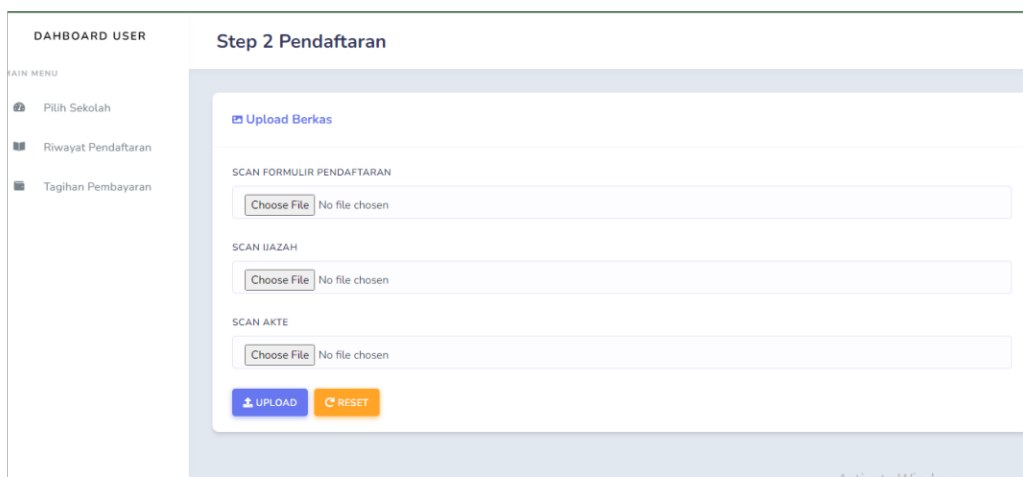 DAHBOARD USER
Step 2 Pendaftaran
MAIN MENU
Pilih Sekolah
Riwayat Pendaftaran
Tagihan Pembayaran
Upload Berkas
SCAN FORMULIR PENDAFTARAN
Choose File No file chosen
SCAN IJAZAH
Choose File No file chosen
SCAN AKTE
Choose File No file chosen
UPLOAD RESET